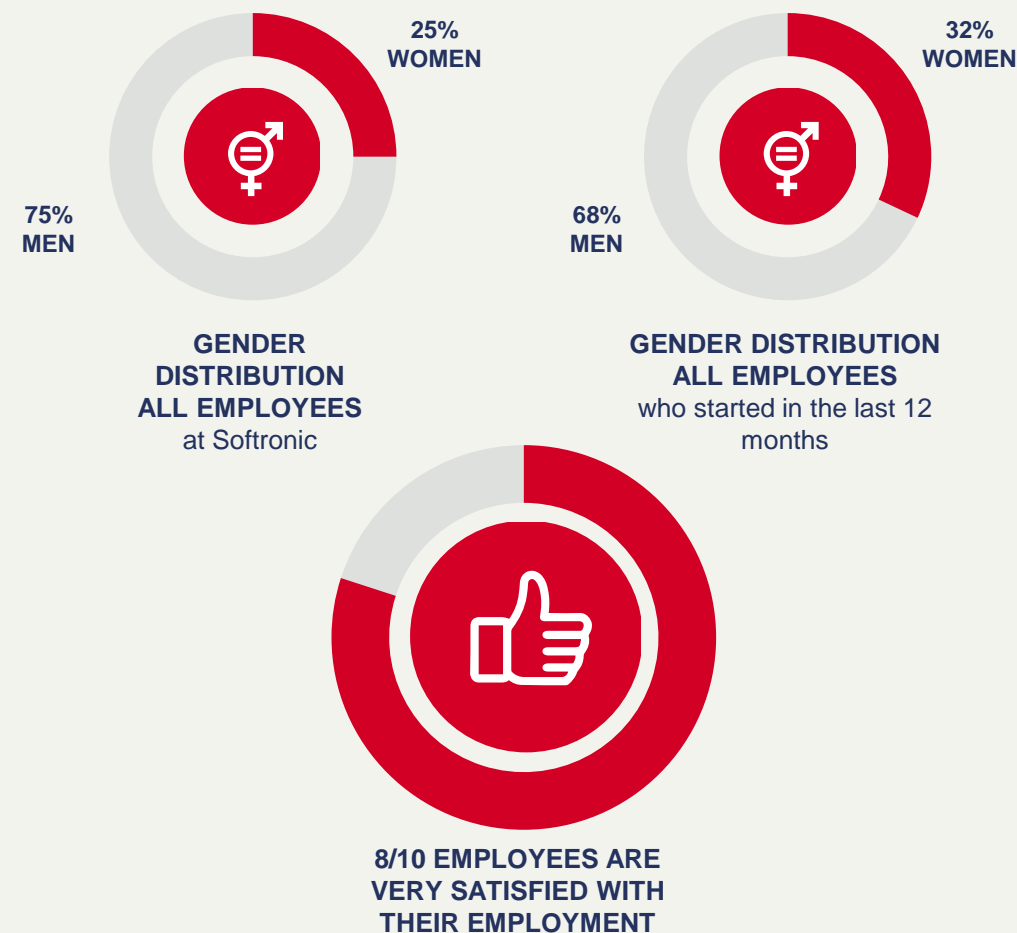 25%
WOMEN
75%
MEN
GENDER
DISTRIBUTION
ALL EMPLOYEES
at Softronic
32%
WOMEN
68%
MEN
GENDER DISTRIBUTION
ALL EMPLOYEES
who started in the last 12
months
8/10 EMPLOYEES ARE
VERY SATISFIED WITH
THEIR EMPLOYMENT